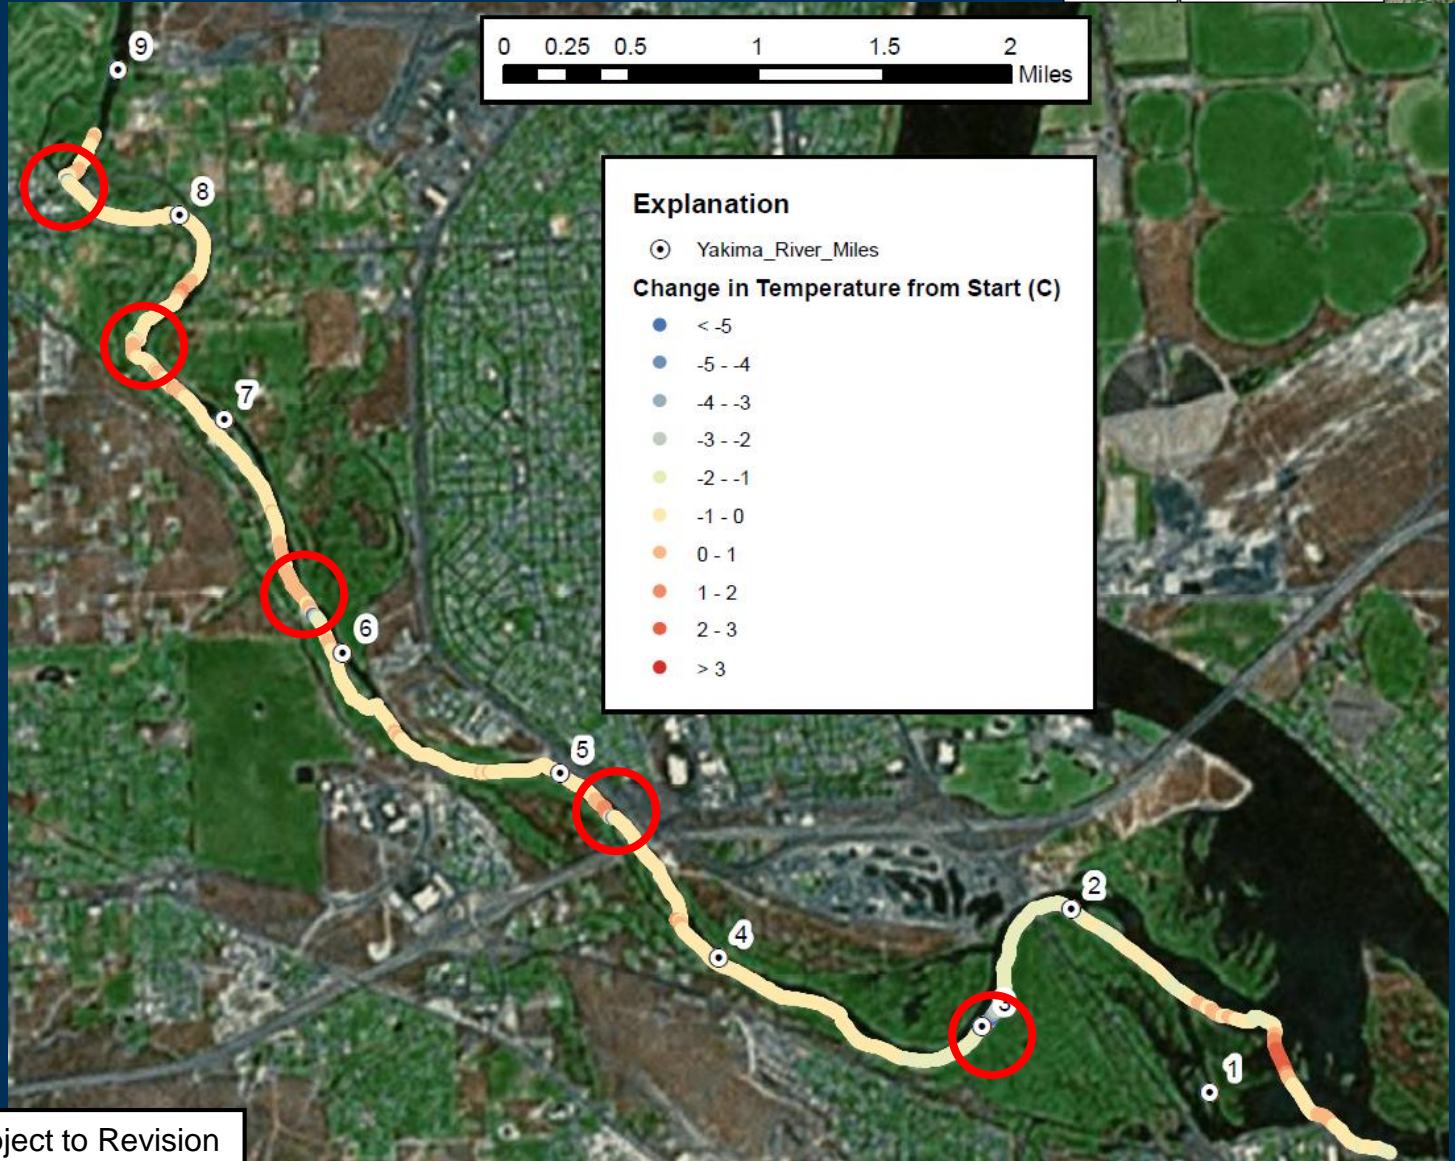 0 0.25 0.5 1 1.5 2
Miles
9
8
7
6
5
4
3
2
1
Explanation
Yakima_River_Miles
Change in Temperature from Start (C)
< -5
-5 - -4
-4 - -3
-3 - -2
-2 - -1
-1 - 0
0 - 1
1 - 2
2 - 3
> 3
ject to Revision